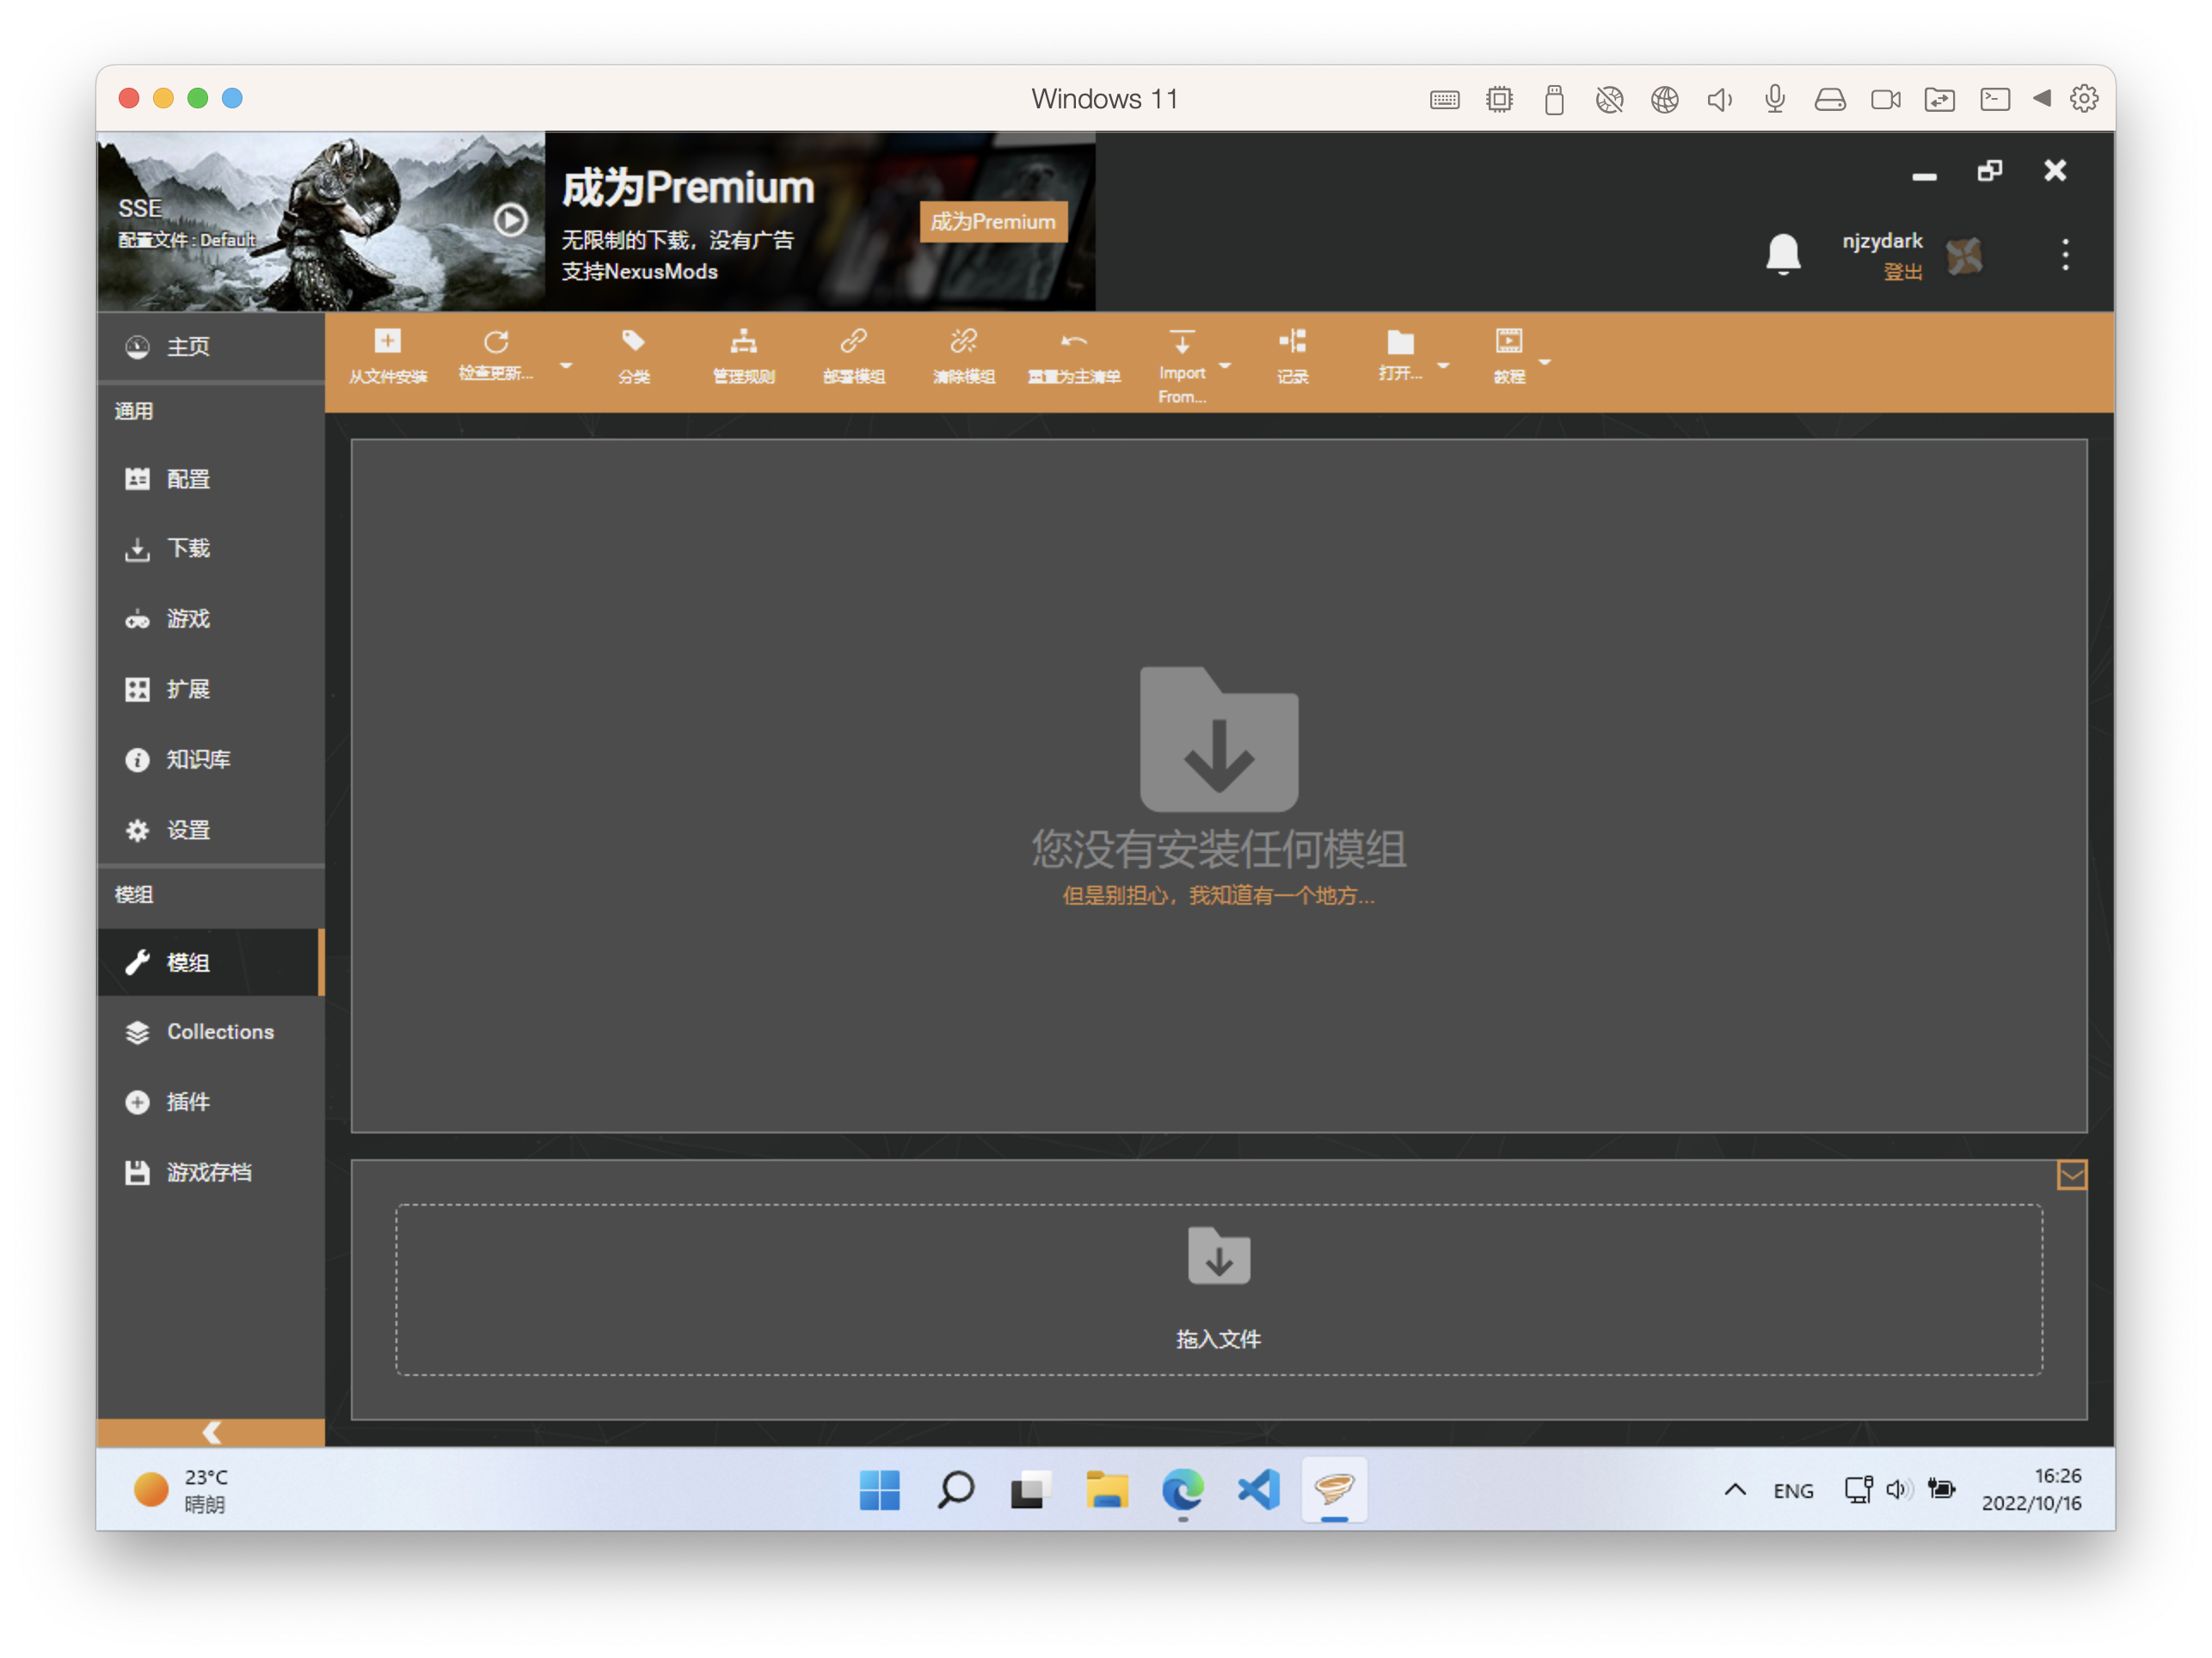 Windows 11
SSE
配置文件 : Default
成为Premium
无限制的下载，没有广告
支持NexusMods
成为Premium
njzydark
登出
主页
从文件安装
检查更新...
分类
管理规则
部署模组
清除模组
重置为主清单
Import
From...
记录
打开...
教程
通用
配置
下载
游戏
扩展
知识库
设置
模组
模组
Collections
插件
游戏存档
您没有安装任何模组
但是别担心，我知道有一个地方...
拖入文件
23°C
晴朗
ENG
16:26
2022/10/16